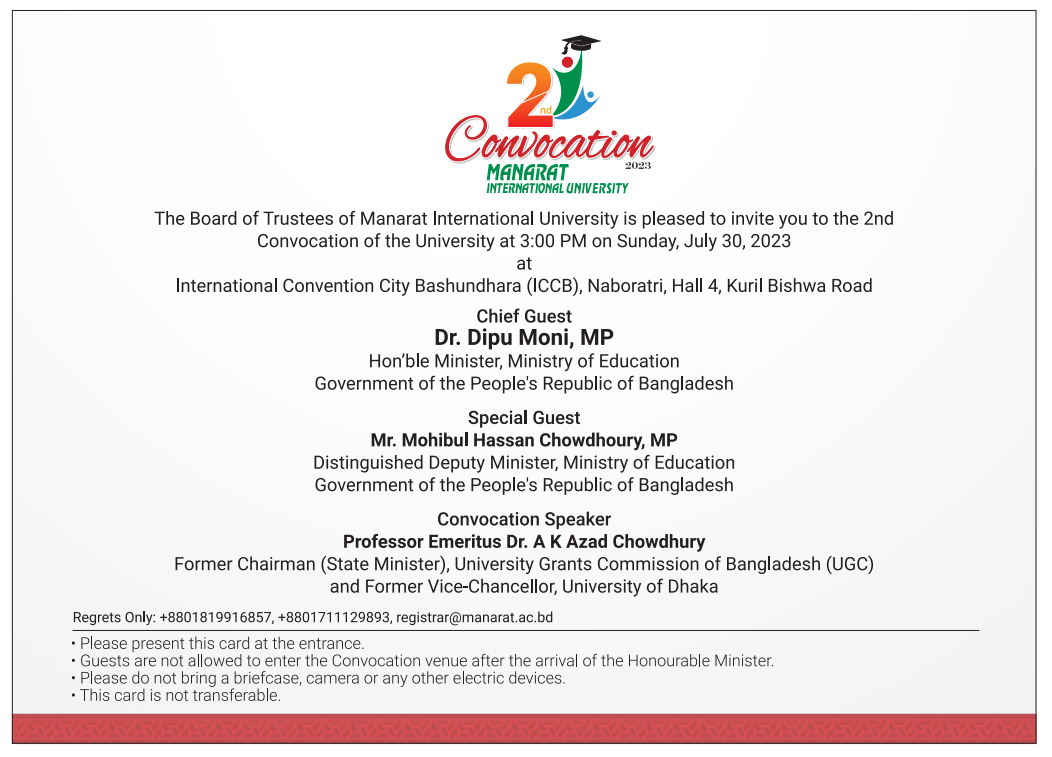 2nd
Convocation
2023
MANARAT
INTERNATIONAL UNIVERSITY
The Board of Trustees of Manarat International University is pleased to invite you to the 2nd
Convocation of the University at 3:00 PM on Sunday, July 30, 2023
at
International Convention City Bashundhara (ICCB), Naboratri, Hall 4, Kuril Bishwa Road
Chief Guest
Dr. Dipu Moni, MP
Hon'ble Minister, Ministry of Education
Government of the People's Republic of Bangladesh
Special Guest
Mr. Mohibul Hassan Chowdhoury, MP
Distinguished Deputy Minister, Ministry of Education
Government of the People's Republic of Bangladesh
Convocation Speaker
Professor Emeritus Dr. A K Azad Chowdhury
Former Chairman (State Minister), University Grants Commission of Bangladesh (UGC)
and Former Vice-Chancellor, University of Dhaka
Regrets Only: +8801819916857, +8801711129893, registrar@manarat.ac.bd
• Please present this card at the entrance.
• Guests are not allowed to enter the Convocation venue after the arrival of the Honourable Minister.
• Please do not bring a briefcase, camera or any other electric devices.
• This card is not transferable.